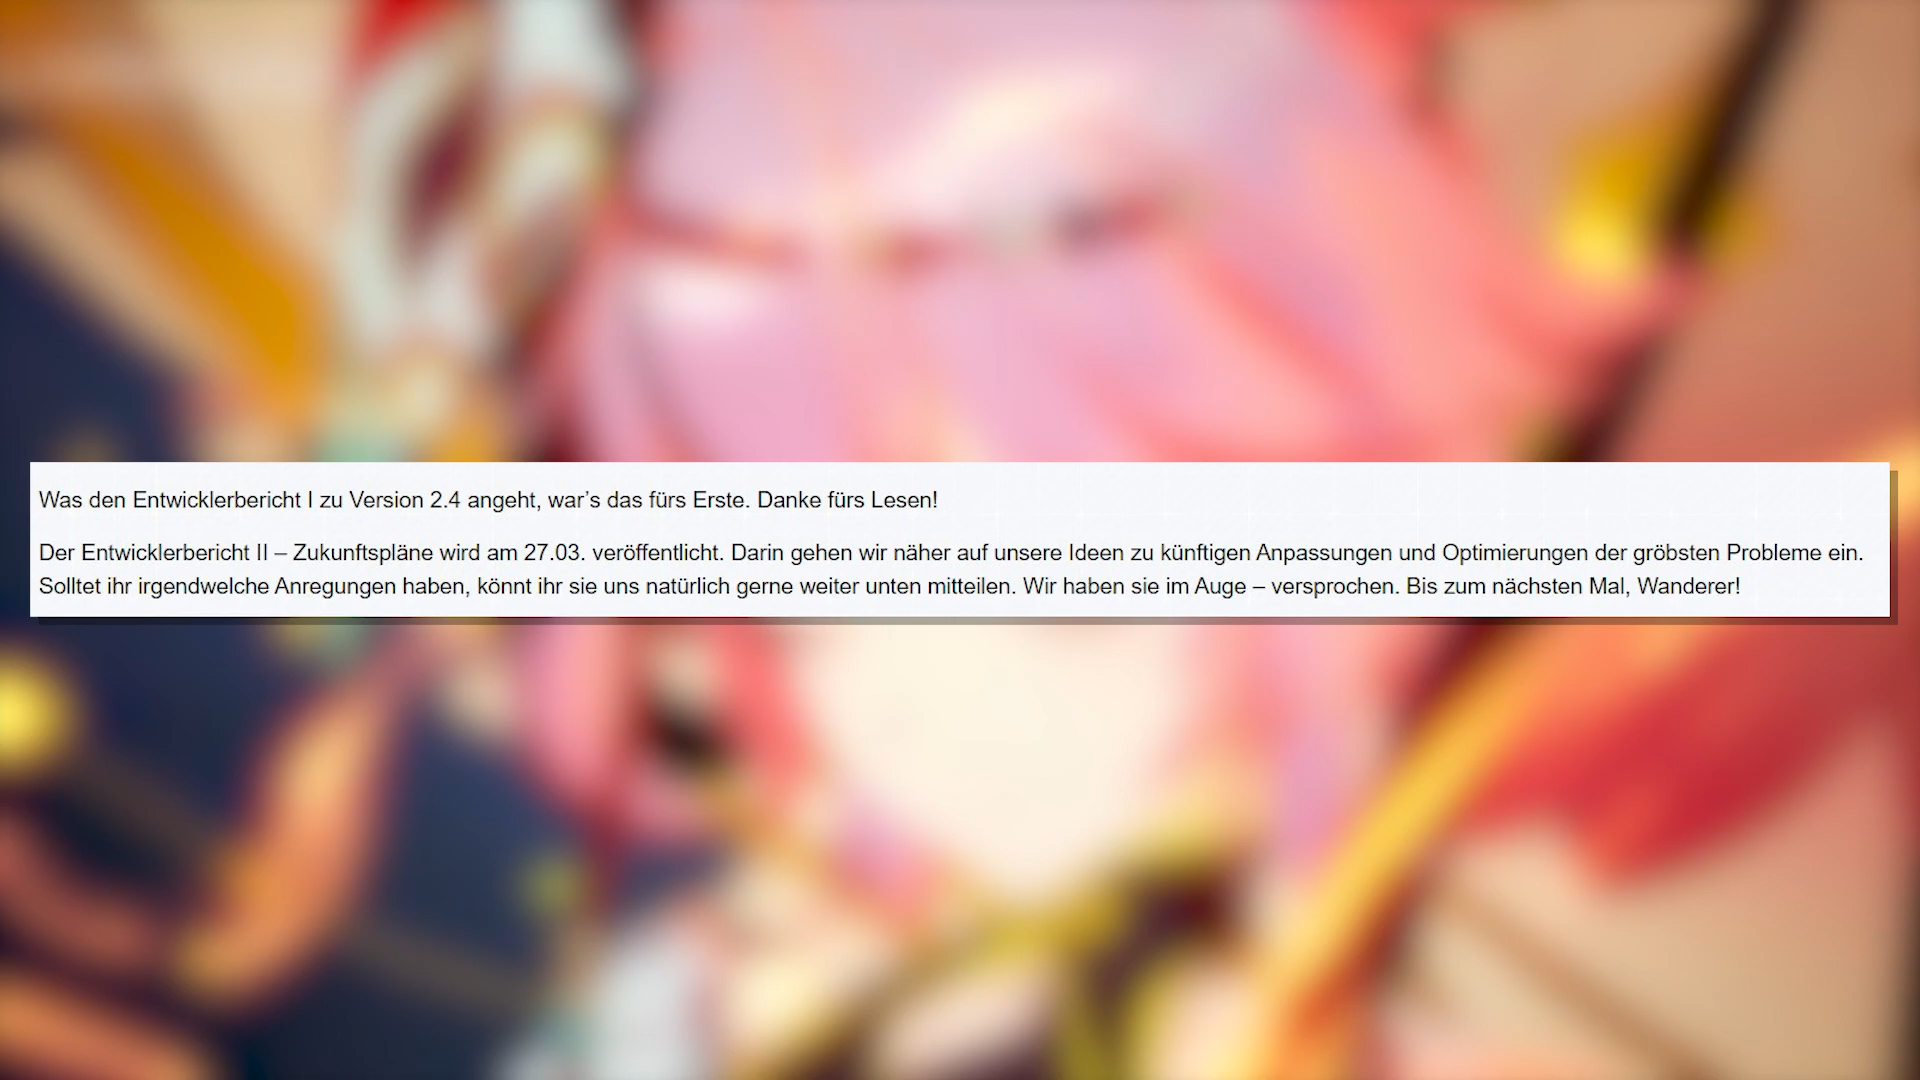 Was den Entwicklerbericht I zu Version 2.4 angeht, war’s das fürs Erste. Danke fürs Lesen!
Der Entwicklerbericht II – Zukunftspläne wird am 27.03. veröffentlicht. Darin gehen wir näher auf unsere Ideen zu künftigen Anpassungen und Optimierungen der gröbsten Probleme ein.
Solltet ihr irgendwelche Anregungen haben, könnt ihr sie uns natürlich gerne weiter unten mitteilen. Wir haben sie im Auge – versprochen. Bis zum nächsten Mal, Wanderer!